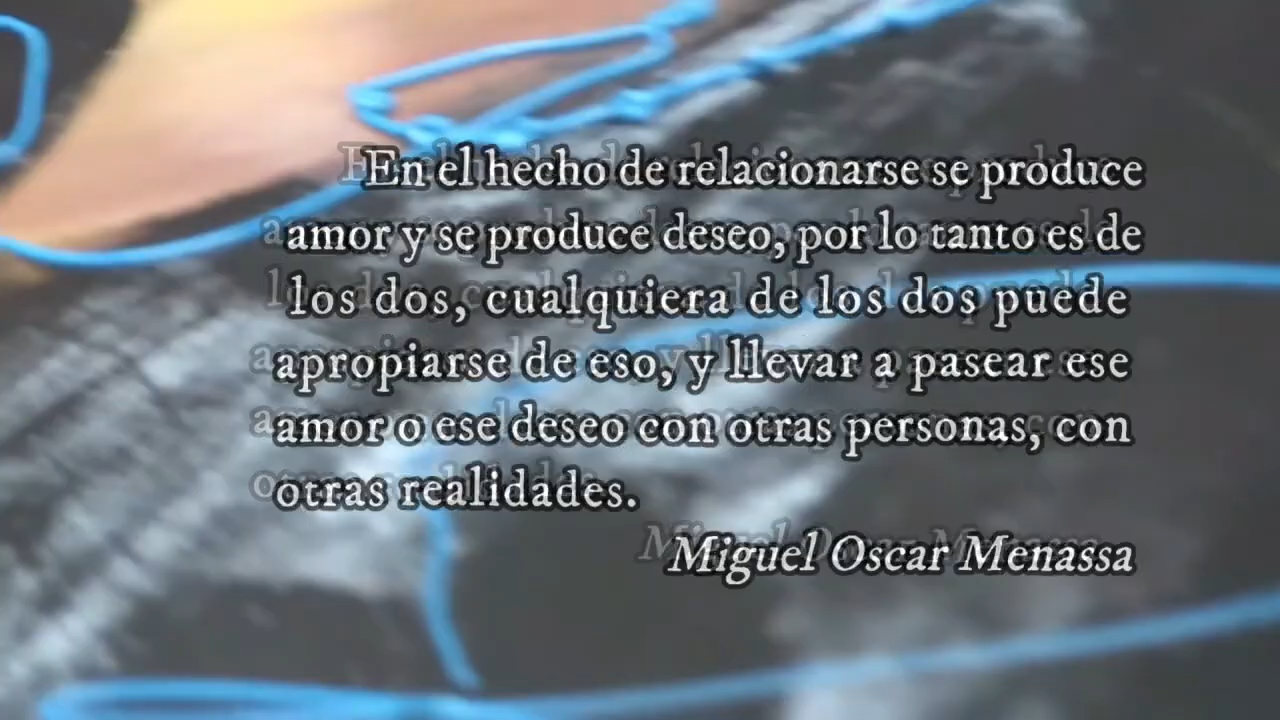 En el hecho de relacionarse se produce
amor y se produce deseo, por lo tanto es de
los dos, cualquiera de los dos puede
apropiarse de eso, y llevar a pasear ese
amor o ese deseo con otras personas, con
otras realidades.
Miguel Oscar Menassa